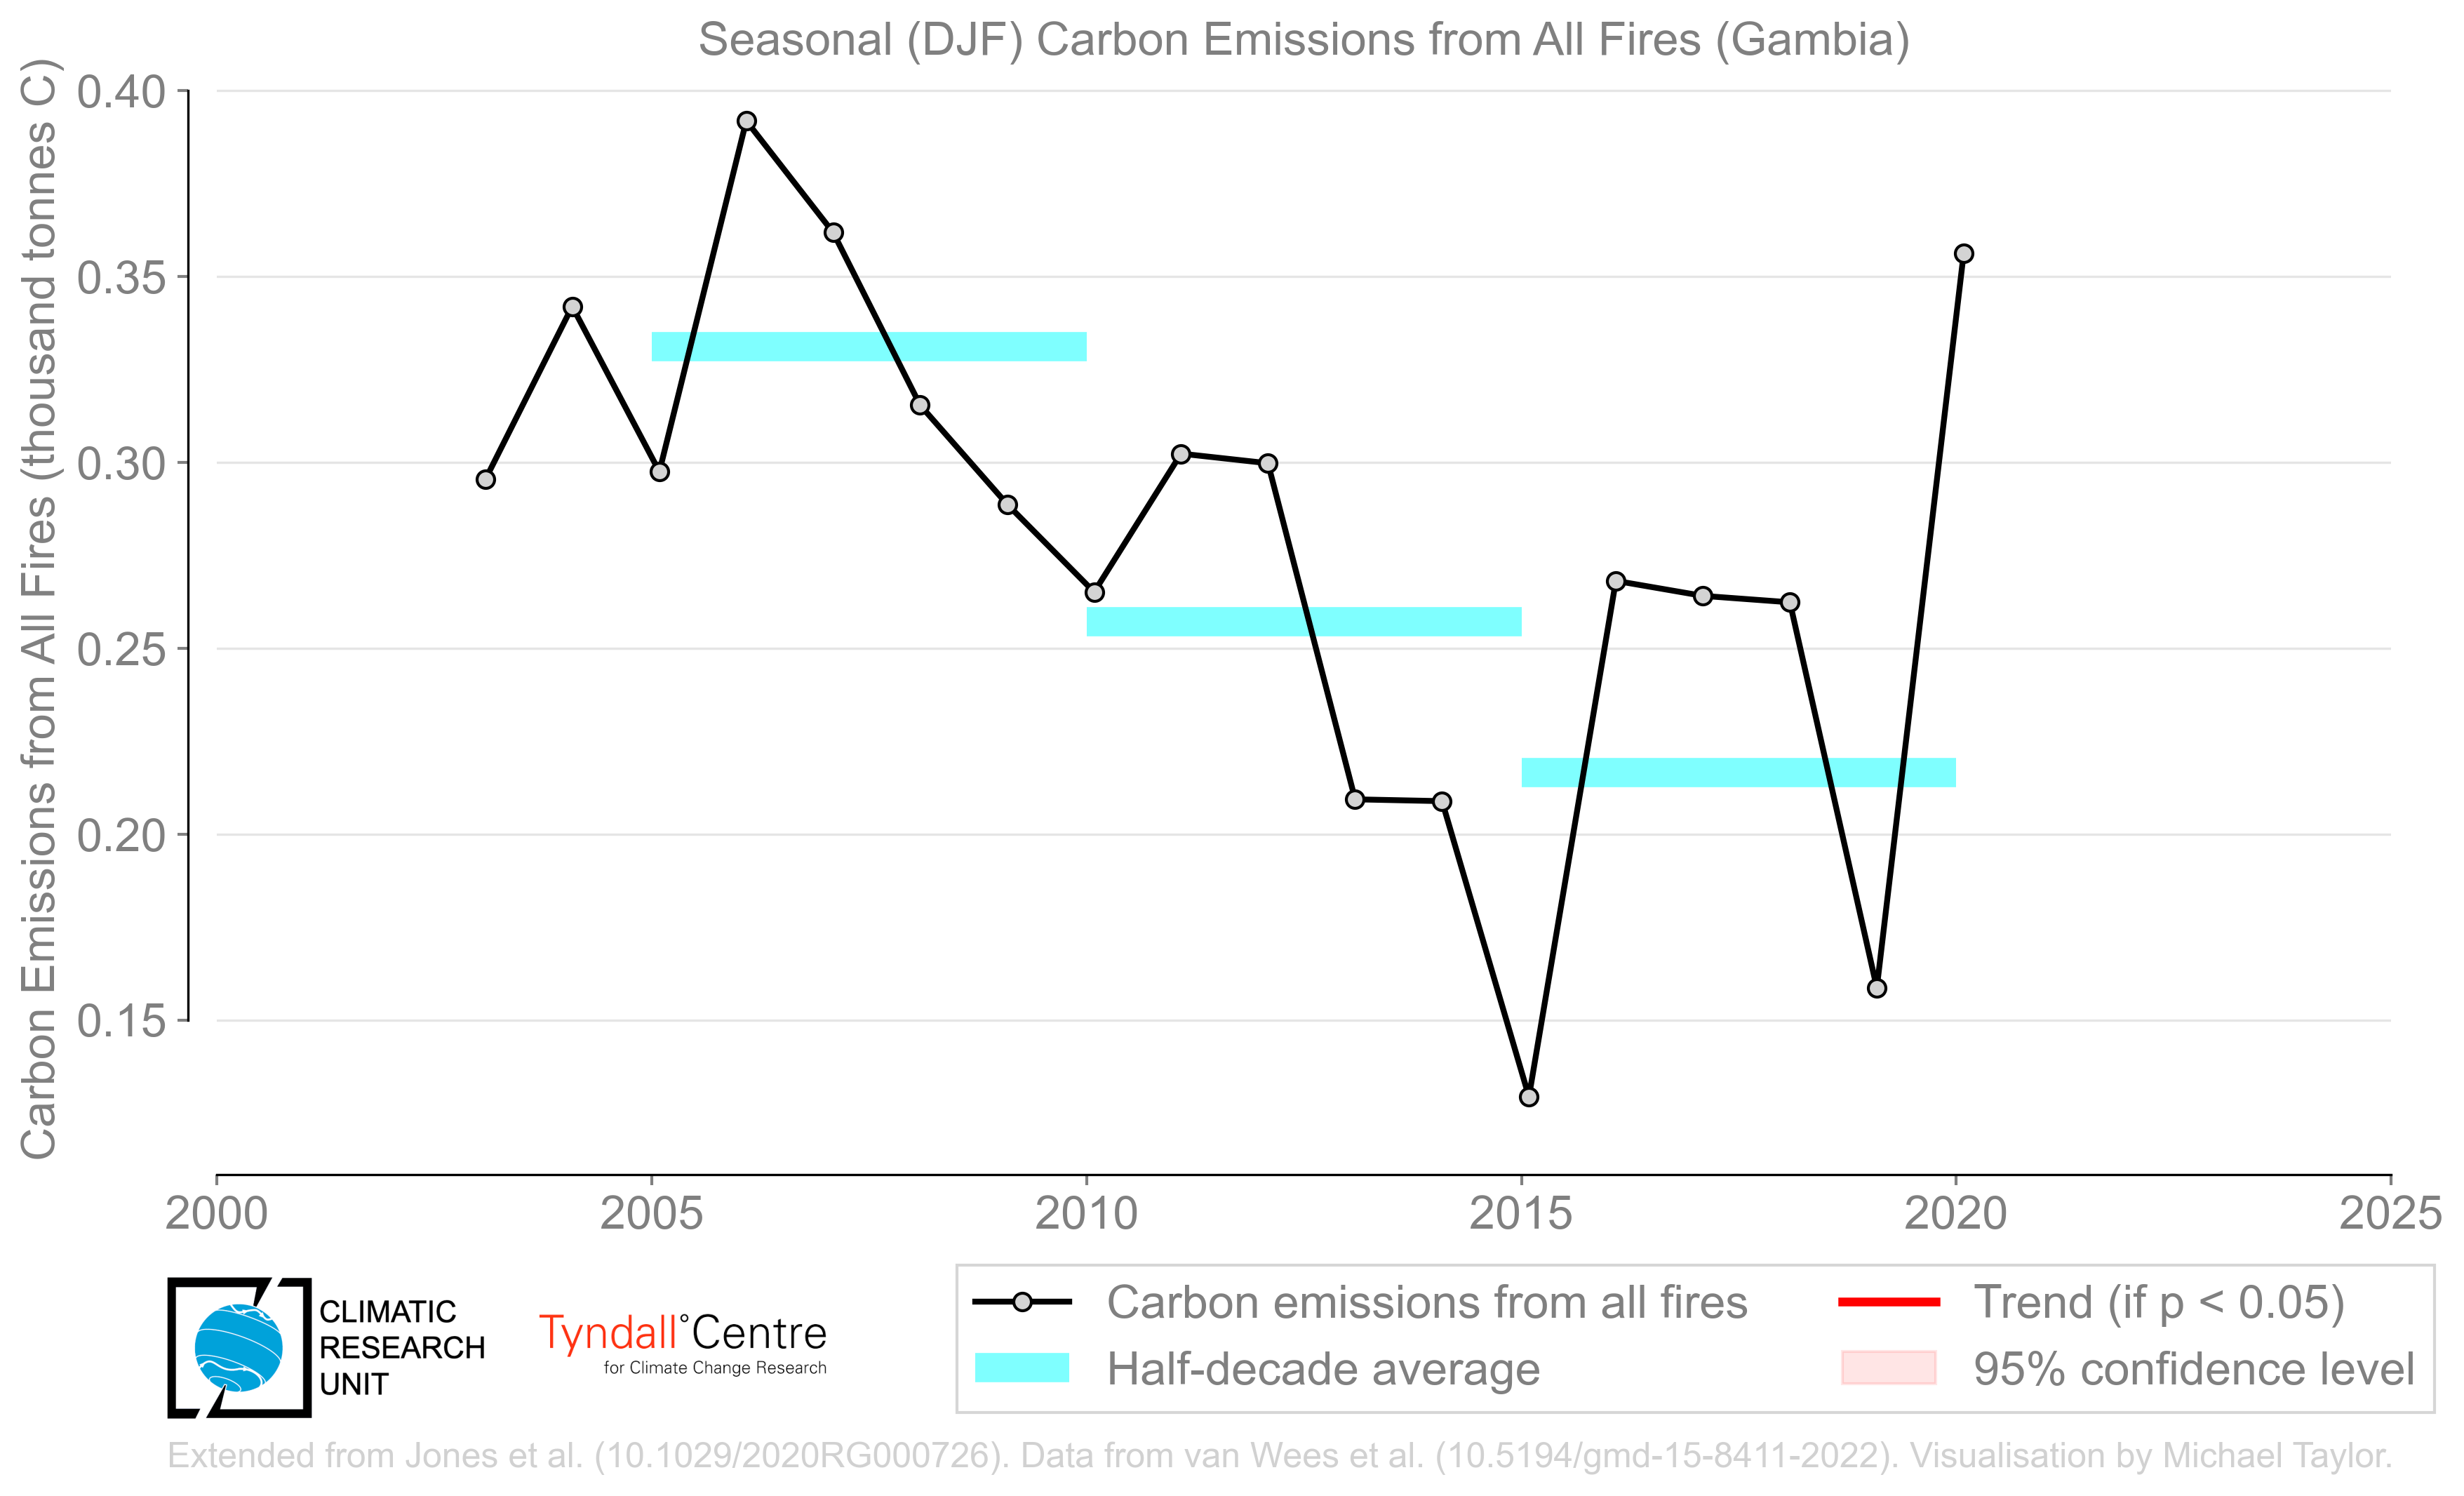 Seasonal (DJF) Carbon Emissions from All Fires (Gambia)
Carbon Emissions from All Fires (thousand tonnes C)
0.40
0.35
0.30
0.25
0.20
0.15
2000
2005
2010
2015
2020
2025
CLIMATIC
RESEARCH
UNIT
Tyndall°Centre
for Climate Change Research
Carbon emissions from all fires
Half-decade average
Trend (if p < 0.05)
95% confidence level
Extended from Jones et al. (10.1029/2020RG000726). Data from van Wees et al. (10.5194/gmd-15-8411-2022). Visualisation by Michael Taylor.